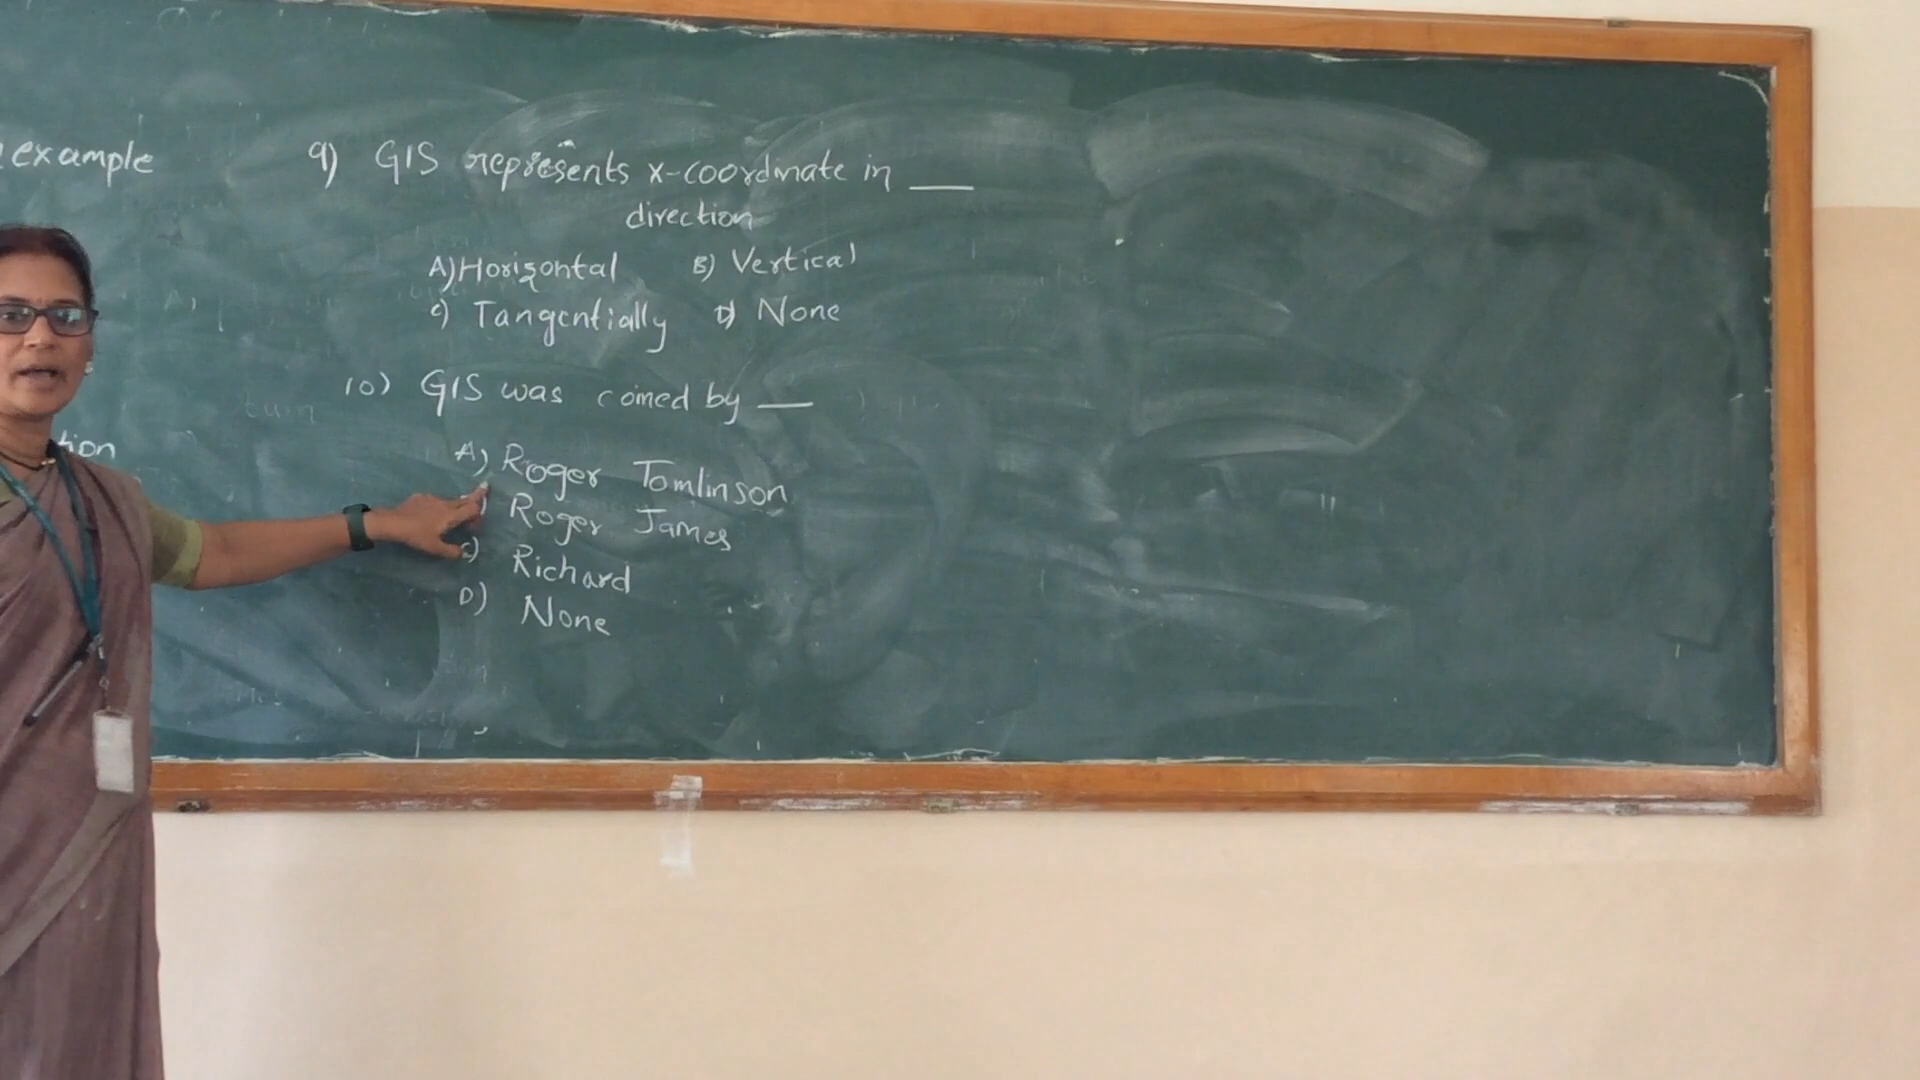 example
9) GIS represents x-coordinate in ___
direction
A) Horizontal B) Vertical
C) Tangentially D) None
10) GIS was coined by ___
tion
A) Roger Tomlinson
) Roger James
C) Richard
D) None